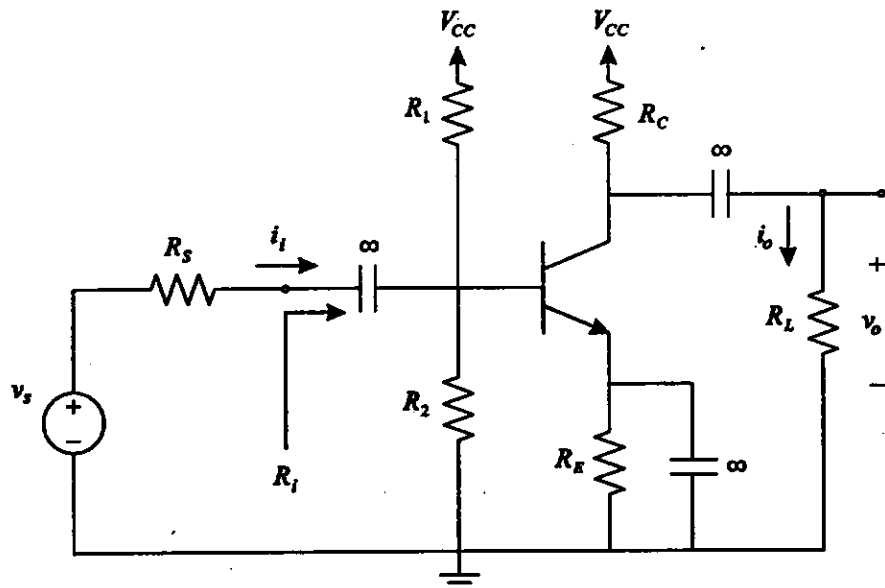 V_CC V_CC
R_1 R_C
∞
R_S i_i ∞ i_o
+
R_L v_o
v_s + R_2 −
−
R_i R_E ∞